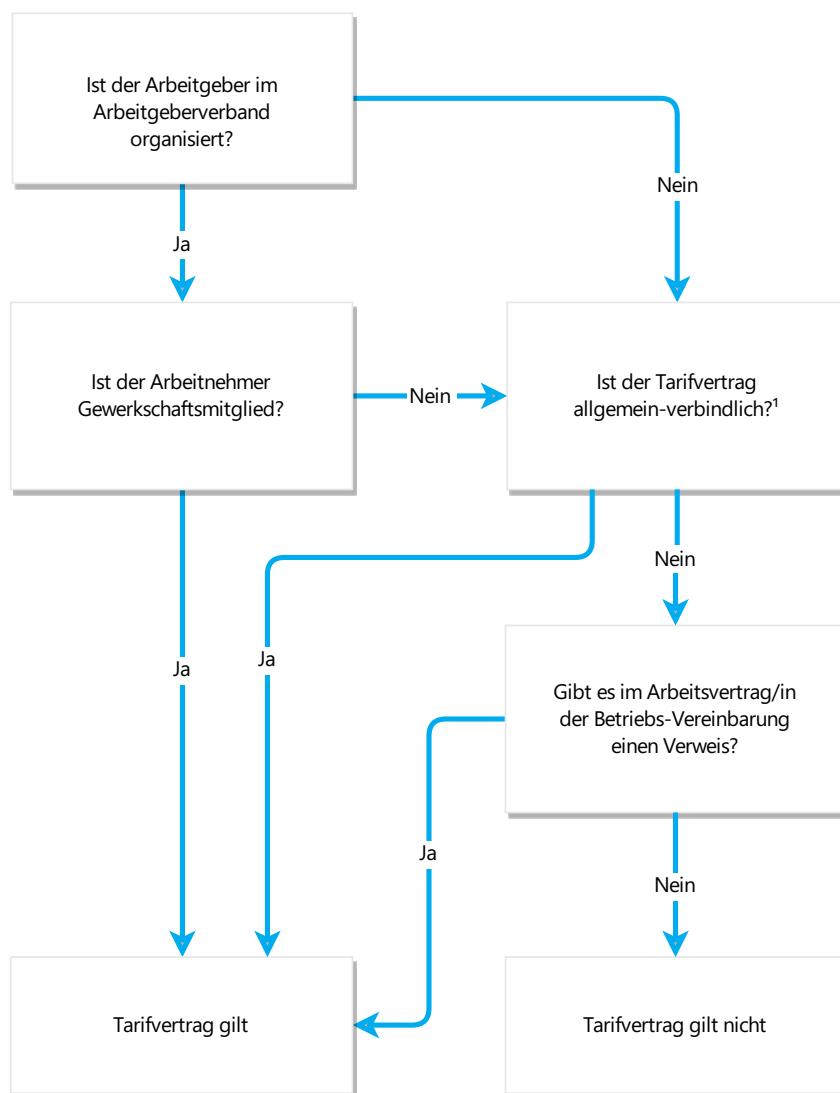 Ist der Arbeitgeber im
Arbeitgeberverband
organisiert?
Nein
Ja
Ist der Arbeitnehmer
Gewerkschaftsmitglied?
Nein
Ist der Tarifvertrag
allgemein-verbindlich?¹
Nein
Ja
Ja
Gibt es im Arbeitsvertrag/in
der Betriebs-Vereinbarung
einen Verweis?
Ja
Nein
Tarifvertrag gilt
Tarifvertrag gilt nicht